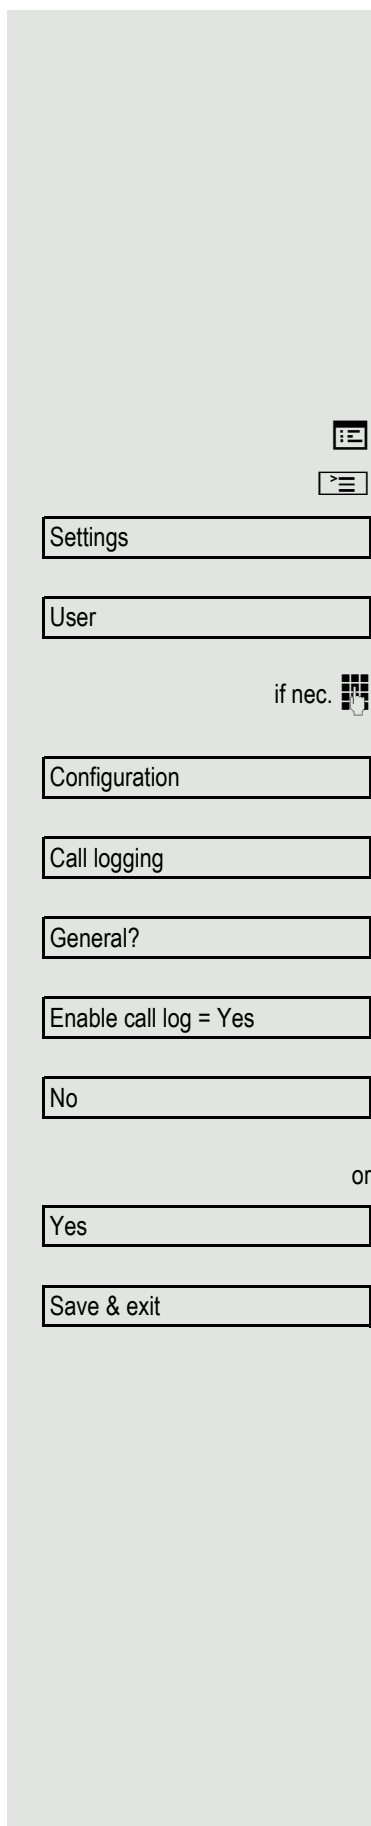 Settings
User
if nec.
Configuration
Call logging
General?
Enable call log = Yes
No
or
Yes
Save & exit